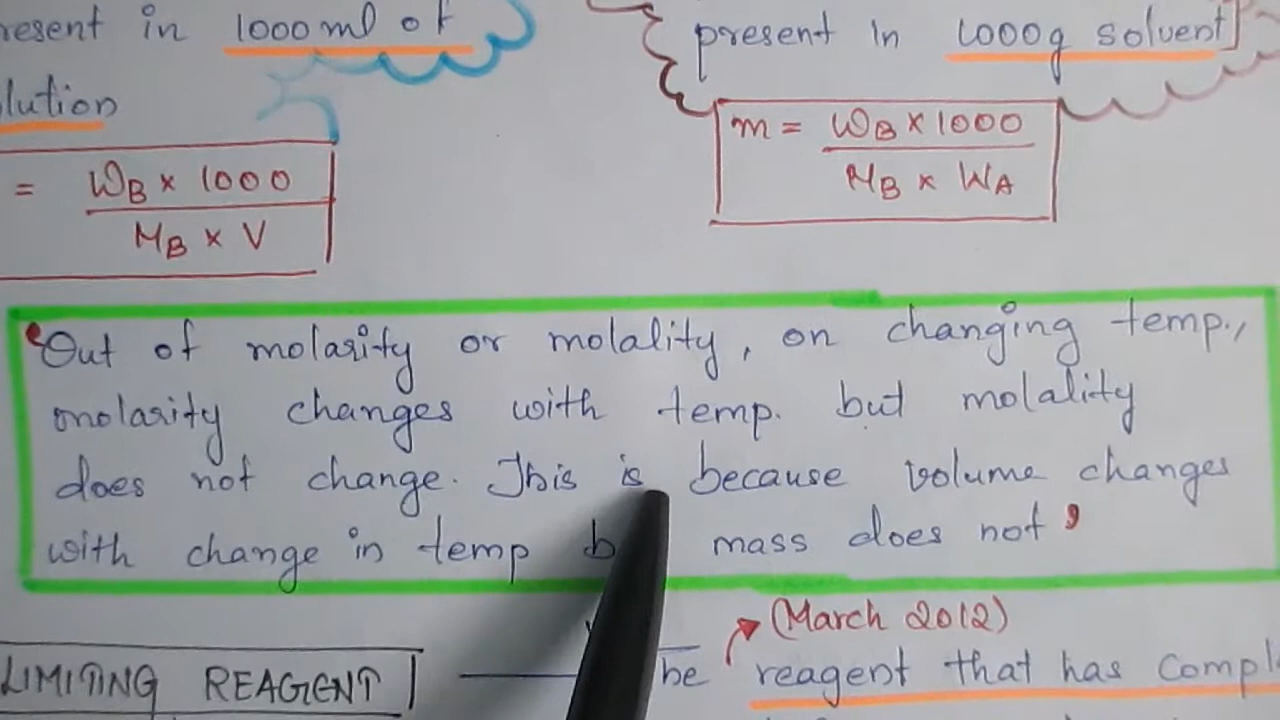 resent in 1000 ml of
lution
= WB × 1000
MB × V
present in 1000g solvent
m = WB × 1000
MB × WA
Out of molarity or molality, on changing temp.,
molarity changes with temp. but molality
does not change. This is because volume changes
with change in temp b mass does not
(March 2012)
LIMITING REAGENT
he reagent that has compl